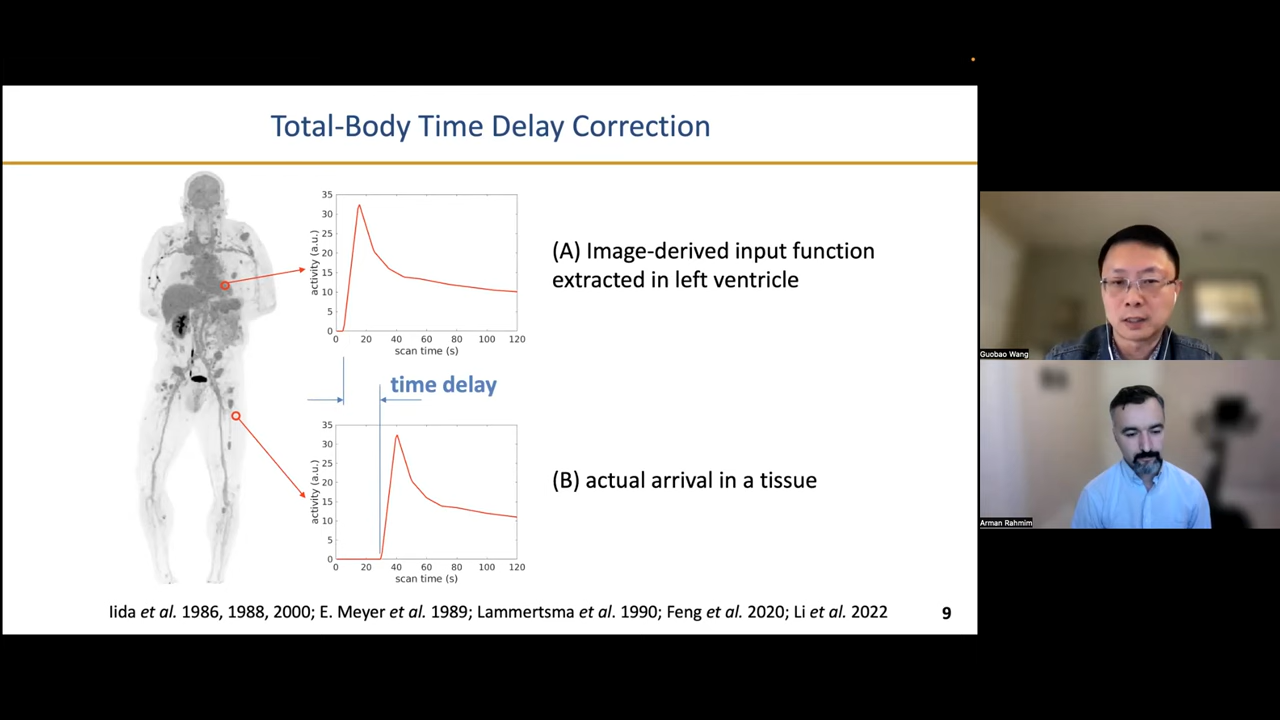 Total-Body Time Delay Correction
35
30
25
20
15
10
5
0
activity (a.u.)
0 20 40 60 80 100 120
scan time (s)
(A) Image-derived input function
extracted in left ventricle
time delay
35
30
25
20
15
10
5
0
activity (a.u.)
0 20 40 60 80 100 120
scan time (s)
(B) actual arrival in a tissue
Iida et al. 1986, 1988, 2000; E. Meyer et al. 1989; Lammertsma et al. 1990; Feng et al. 2020; Li et al. 2022
9
Guobao Wang
Arman Rahmim